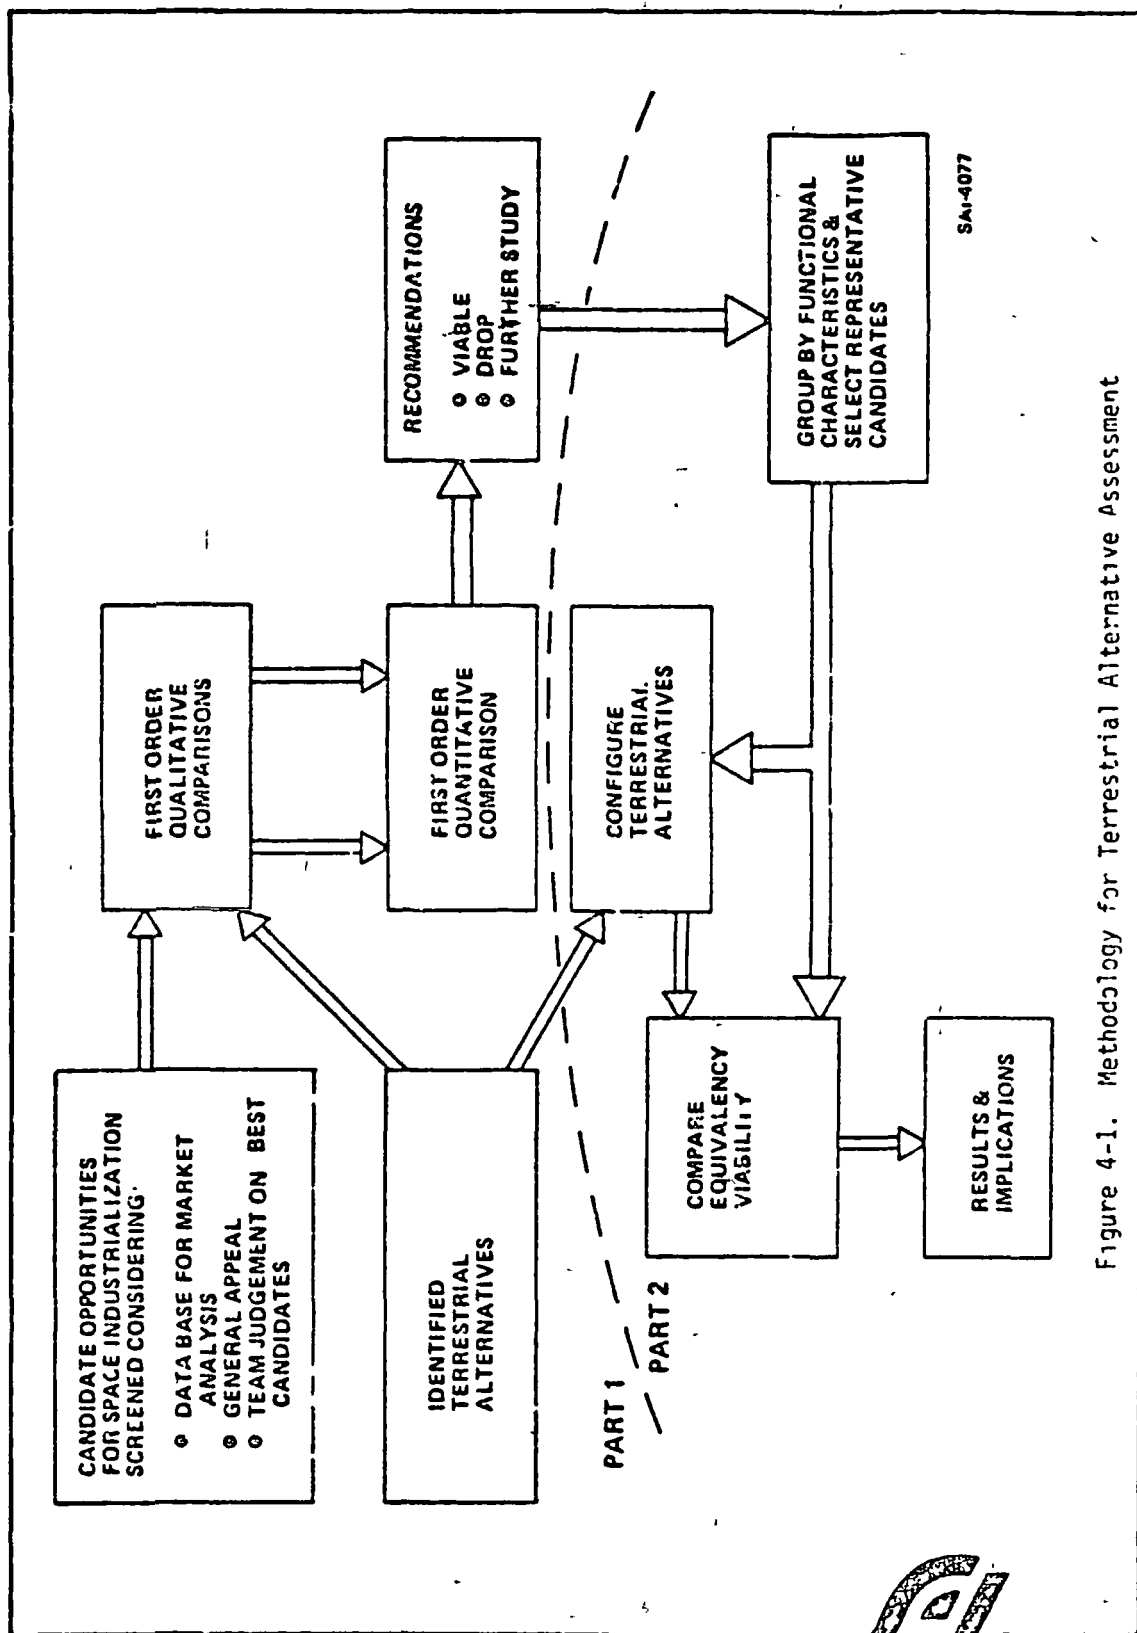 CANDIDATE OPPORTUNITIES
FOR SPACE INDUSTRIALIZATION
SCREENED CONSIDERING:
DATA BASE FOR MARKET
ANALYSIS
GENERAL APPEAL
TEAM JUDGEMENT ON BEST
CANDIDATES
FIRST ORDER
QUALITATIVE
COMPARISONS
IDENTIFIED
TERRESTRIAL
ALTERNATIVES
FIRST ORDER
QUANTITATIVE
COMPARISON
RECOMMENDATIONS
VIABLE
DROP
FURTHER STUDY
PART 1
PART 2
CONFIGURE
TERRESTRIAL
ALTERNATIVES
COMPARE
EQUIVALENCY
VIABILITY
GROUP BY FUNCTIONAL
CHARACTERISTICS &
SELECT REPRESENTATIVE
CANDIDATES
RESULTS &
IMPLICATIONS
SAI-4077
Figure 4-1. Methodology for Terrestrial Alternative Assessment